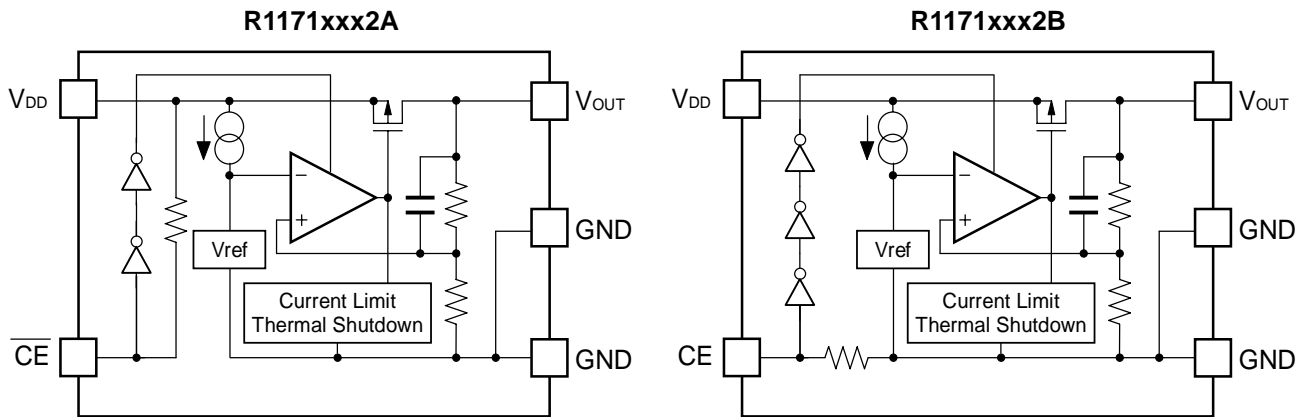 R1171xxx2A
VDD
VOUT
−
+
GND
Vref
Current Limit
Thermal Shutdown
CE
GND
R1171xxx2B
VDD
VOUT
−
+
GND
Vref
Current Limit
Thermal Shutdown
CE
GND